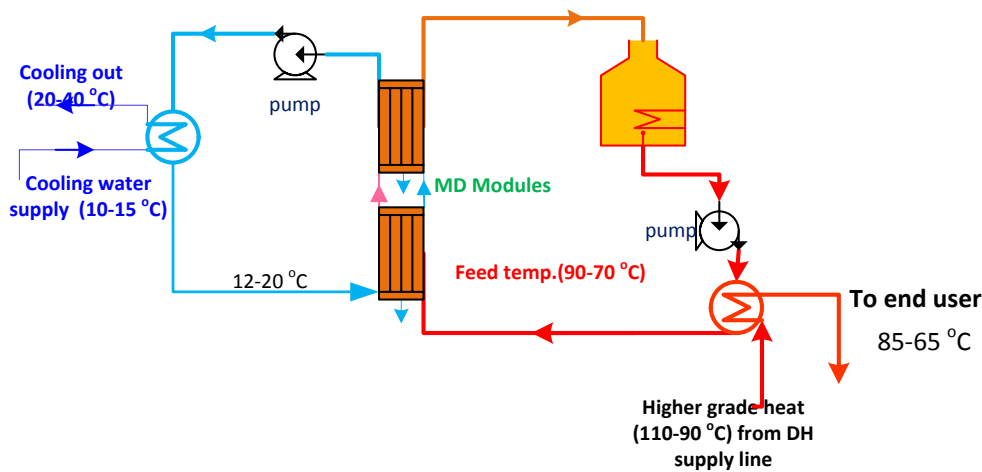 Cooling out
(20-40 °C)
pump
Cooling water
supply (10-15 °C)
MD Modules
12-20 °C
Feed temp.(90-70 °C)
pump
To end user
85-65 °C
Higher grade heat
(110-90 °C) from DH
supply line